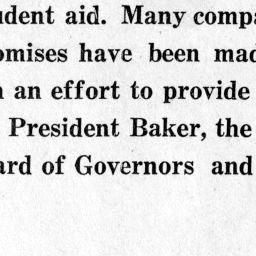 udent aid. Many compa
omises have been mad
n an effort to provide
President Baker, the
ard of Governors and